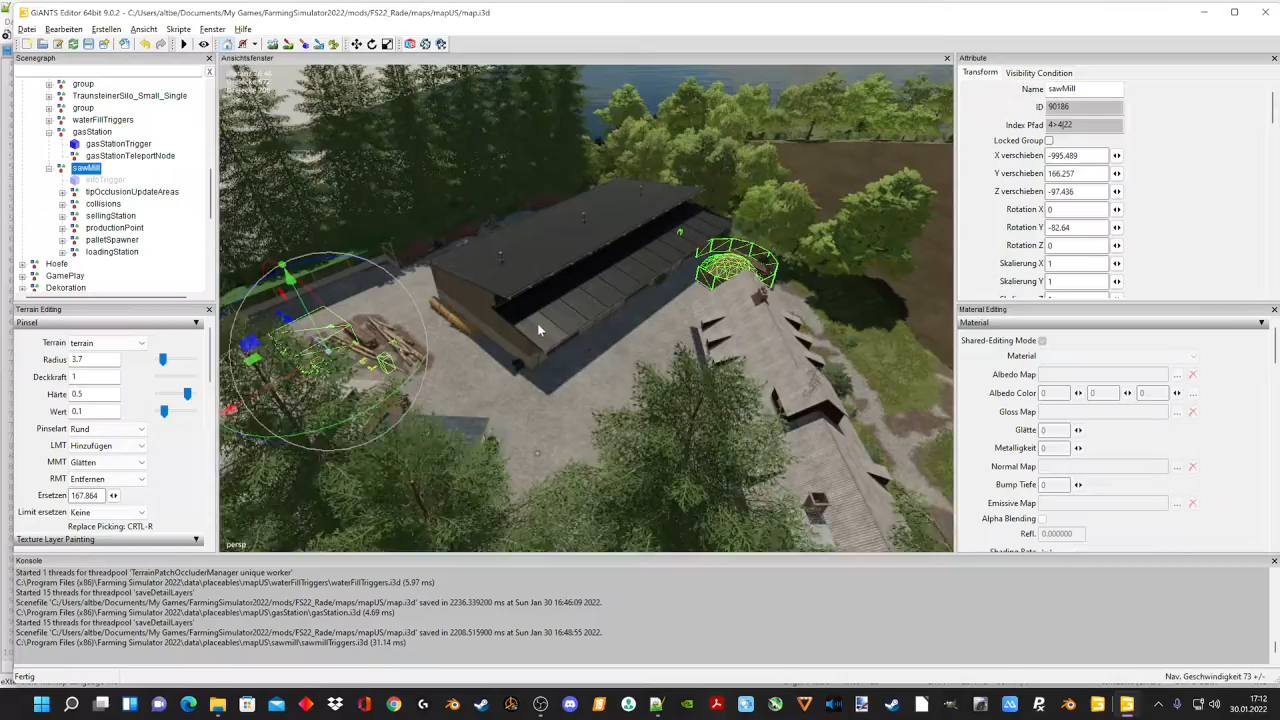 GIANTS Editor 64bit 9.0.2 - C:/Users/altbe/Documents/My Games/FarmingSimulator2022/mods/FS22_Rade/maps/mapUS/map.i3d
Datei Bearbeiten Erstellen Ansicht Skripte Fenster Hilfe
Scenegraph
X
group
TraunsteinerSilo_Small_Single
group
waterFillTriggers
gasStation
gasStationTrigger
gasStationTeleportNode
sawMill
infoTrigger
tipOcclusionUpdateAreas
collisions
sellingStation
productionPoint
palletSpawner
loadingStation
Hoefe
GamePlay
Dekoration
Terrain Editing
Pinsel
Terrain terrain
Radius 3.7
Deckkraft 1
Härte 0.5
Wert 0.1
Pinselart Rund
LMT Hinzufügen
MMT Glätten
RMT Entfernen
Ersetzen 167.864
Limit ersetzen Keine
Replace Picking: CRTL-R
Texture Layer Painting
Ansichtsfenster
persp
Attribute
Transform Visibility Condition
Name sawMill
ID 90186
Index Pfad 4>4|22
Locked Group
X verschieben -995.489
Y verschieben 166.257
Z verschieben -97.436
Rotation X 0
Rotation Y -82.64
Rotation Z 0
Skalierung X 1
Skalierung Y 1
Material Editing
Material
Shared-Editing Mode
Material
Albedo Map ...
Albedo Color 0 0 0 ...
Gloss Map ...
Glätte 0
Metalligkeit 0
Normal Map ...
Bump Tiefe 0
Emissive Map ...
Alpha Blending
Refl. 0.000000
Konsole
Started 1 threads for threadpool 'TerrainPatchOccluderManager unique worker'
C:\Program Files (x86)\Farming Simulator 2022\data\placeables\mapUS\waterFillTriggers\waterFillTriggers.i3d (5.97 ms)
Started 15 threads for threadpool 'saveDetailLayers'
Scenefile 'C:/Users/altbe/Documents/My Games/FarmingSimulator2022/mods/FS22_Rade/maps/mapUS/map.i3d' saved in 2236.339200 ms at Sun Jan 30 16:46:09 2022.
C:\Program Files (x86)\Farming Simulator 2022\data\placeables\mapUS\gasStation\gasStation.i3d (4.69 ms)
Started 15 threads for threadpool 'saveDetailLayers'
Scenefile 'C:/Users/altbe/Documents/My Games/FarmingSimulator2022/mods/FS22_Rade/maps/mapUS/map.i3d' saved in 2208.515900 ms at Sun Jan 30 16:48:55 2022.
C:\Program Files (x86)\Farming Simulator 2022\data\placeables\mapUS\sawmill\sawmillTriggers.i3d (31.14 ms)
Fertig
Nav. Geschwindigkeit 73 +/-
17:12
30.01.2022